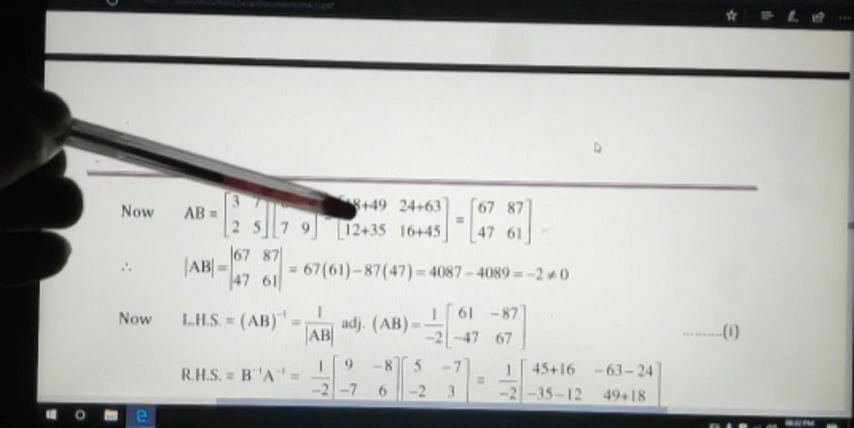 Now AB = [3 7 / 2 5] [7 9] = [18+49 24+63 / 12+35 16+45] = [67 87 / 47 61]
∴ |AB| = |67 87 / 47 61| = 67(61)−87(47) = 4087−4089 = −2 ≠ 0
Now L.H.S. = (AB)⁻¹ = 1/|AB| adj. (AB) = 1/−2 [61 −87 / −47 67] .........(i)
R.H.S. = B⁻¹A⁻¹ = 1/−2 [9 −8 / −7 6] [5 −7 / −2 3] = 1/−2 [45+16 −63−24 / −35−12 49+18]